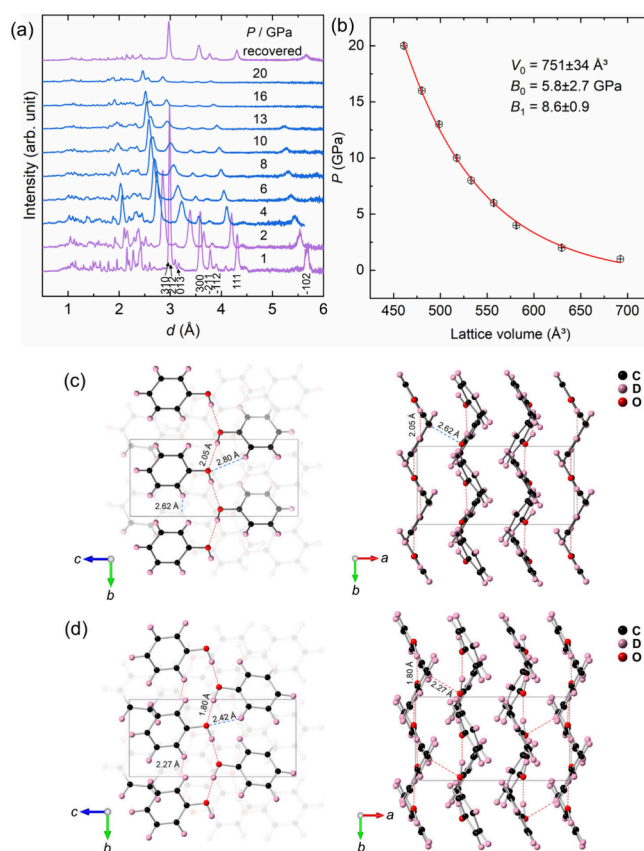 (a)
P / GPa
recovered
20
16
13
10
8
6
4
2
1
310
212
013
300
-211
-112
111
-102
0
1
2
3
4
5
6
d (Å)
Intensity (arb. unit)
(b)
V0 = 751±34 Å³
B0 = 5.8±2.7 GPa
B1 = 8.6±0.9
20
15
10
5
0
P (GPa)
450
500
550
600
650
700
Lattice volume (Å³)
(c)
2.05 Å
2.80 Å
2.62 Å
c
b
2.05 Å
2.62 Å
C
D
O
a
b
(d)
1.80 Å
2.42 Å
2.27 Å
c
b
1.80 Å
2.27 Å
C
D
O
a
b